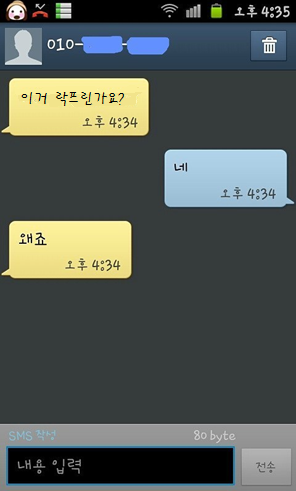 오후 4:35
010-
이거 락프린가요?
오후 4:34
네
오후 4:34
왜죠
오후 4:34
SMS 작성
80 byte
내용 입력
전송